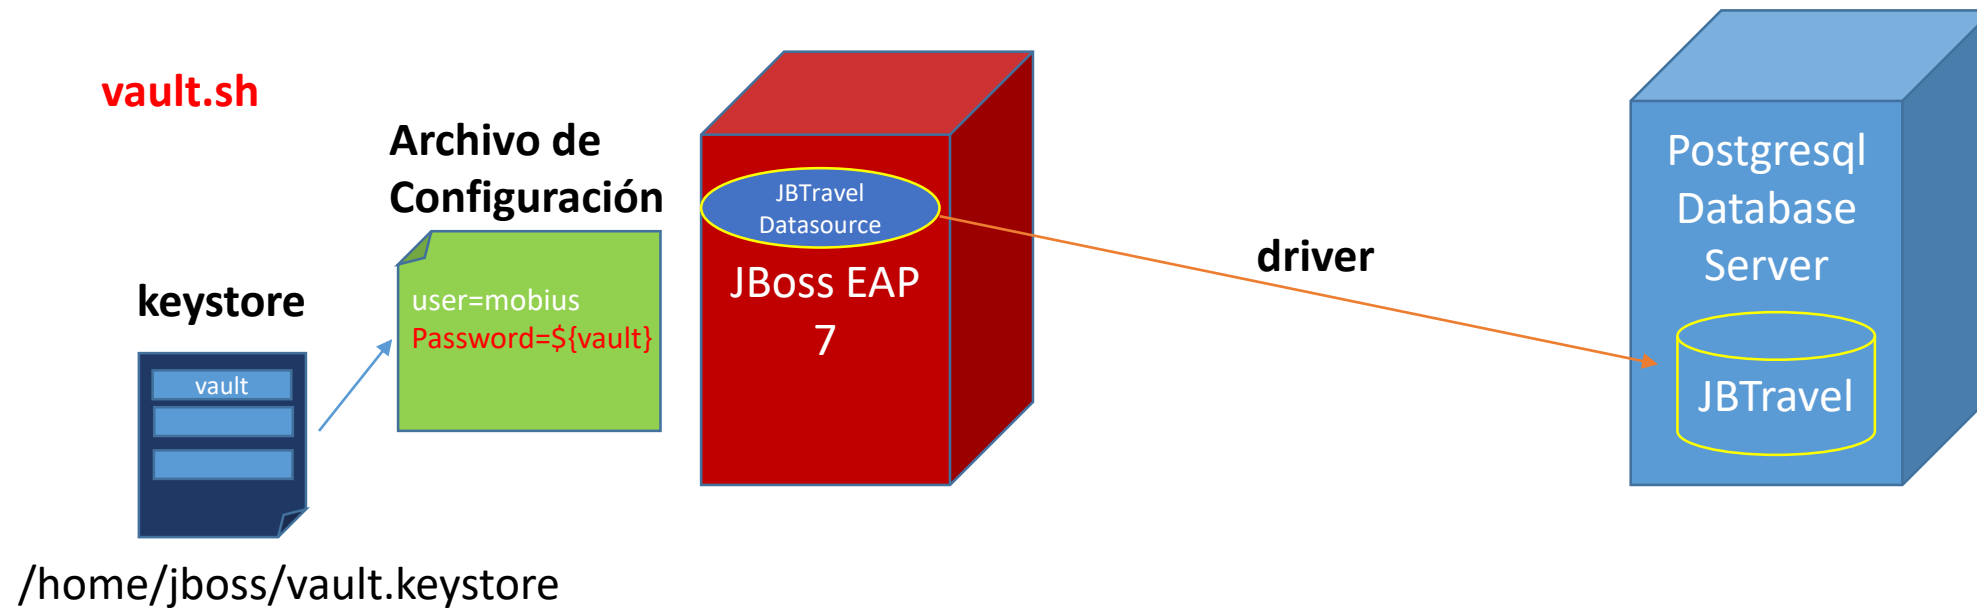 vault.sh
Archivo de
Configuración
keystore
vault
user=mobius
Password=${vault}
/home/jboss/vault.keystore
JBTravel
Datasource
JBoss EAP
7
driver
Postgresql
Database
Server
JBTravel